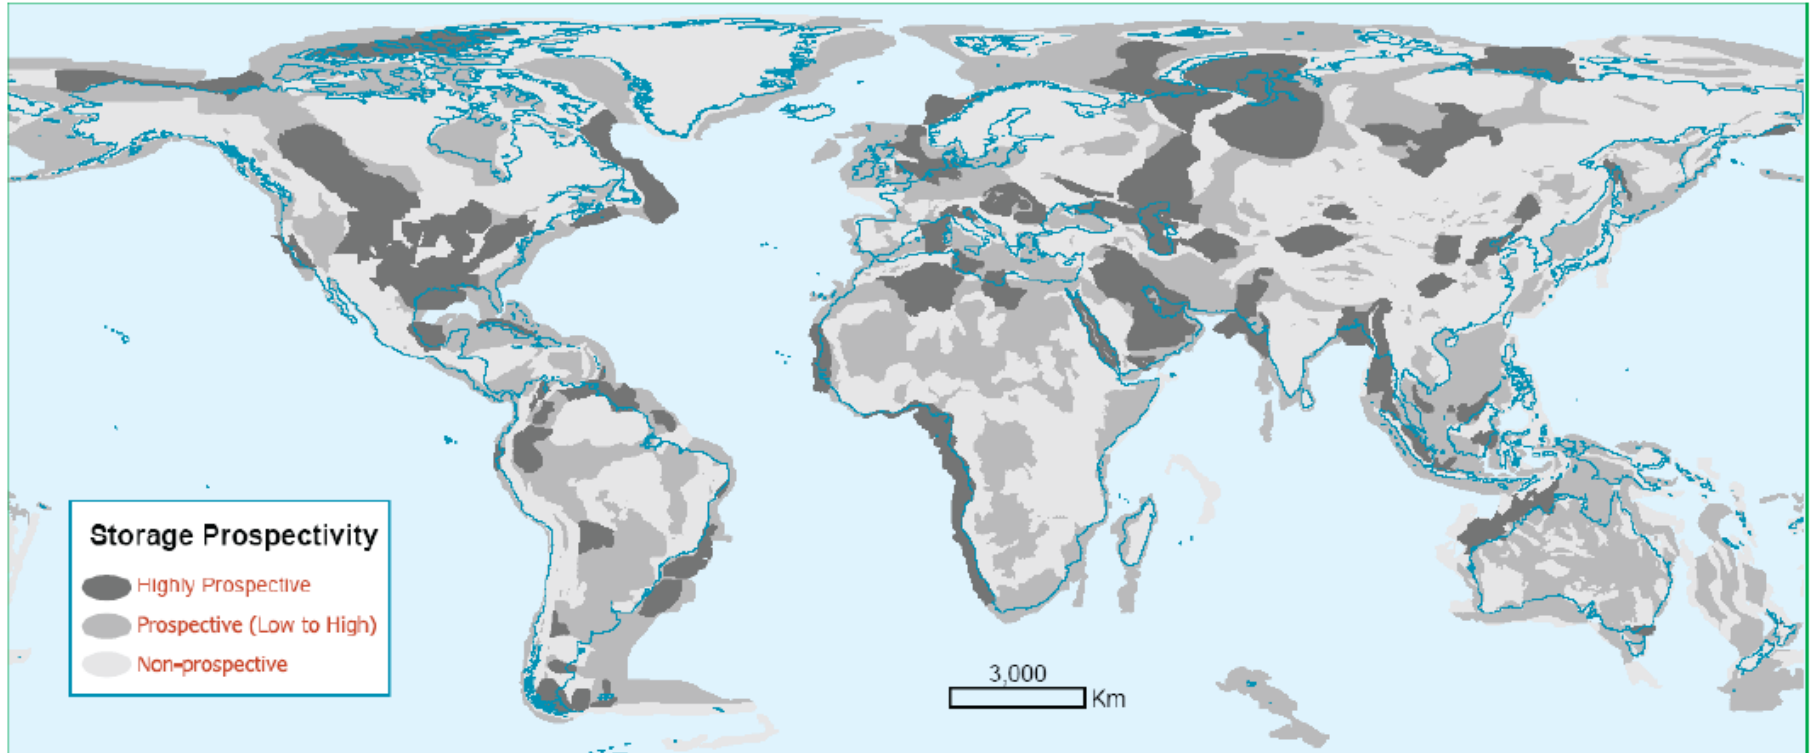 Storage Prospectivity
Highly Prospective
Prospective (Low to High)
Non-prospective
3,000
Km